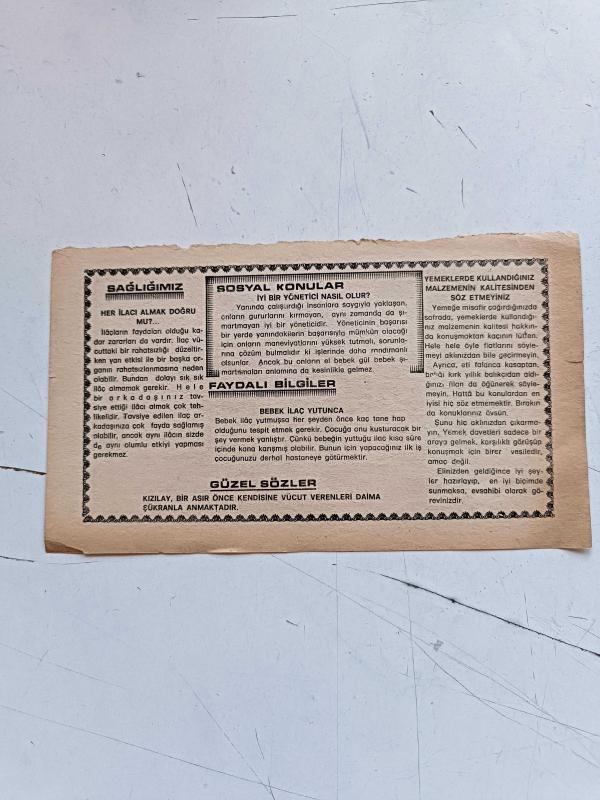 SAĞLIĞIMIZ
HER İLACI ALMAK DOĞRU
MU?...
İlâçların faydaları olduğu ka-
dar zararları da vardır. İlaç vü-
cuttaki bir rahatsızlığı düzeltir-
ken yan etkisi ile bir başka or-
ganın rahatsızlanmasına neden
olabilir. Bundan dolayı sık sık
ilâç almamak gerekir. Hele
bir arkadaşınız tav-
siye ettiği ilâcı almak çok teh-
likelidir. Tavsiye edilen ilaç ar-
kadaşınıza çok fayda sağlamış
olabilir, ancak aynı ilâcın sizde
de aynı olumlu etkiyi yapması
gerekmez.
SOSYAL KONULAR
İYİ BİR YÖNETİCİ NASIL OLUR?
Yanında çalışırdığı insanlara saygıyla yaklaşan,
onların gururlarını kırmayan, aynı zamanda da şı-
martmayan iyi bir yöneticidir. Yöneticinin başarısı
bir yerde yanındakilerin başarısıyla mümkün olacağı
için onların maneviyatlarını yüksek tutmalı, sorunla-
rına çözüm bulmalıdır ki işlerinde daha randımanlı
olsunlar. Ancak bu onların el bebek gül bebek şı-
martılmaları anlamına da kesinlikle gelmez.
FAYDALI BİLGİLER
BEBEK İLAÇ YUTUNCA
Bebek ilâç yutmuşsa her şeyden önce kaç tane hap
olduğunu tespit etmek gerekir. Çocuğa onu kusturacak bir
şey vermek yanlıştır. Çünkü bebeğin yuttuğu ilac kısa süre
içinde kana karışmış olabilir. Bunun için yapacağınız ilk iş
çocuğunuzu derhal hastaneye götürmektir.
GÜZEL SÖZLER
KIZILAY, BİR ASIR ÖNCE KENDİSİNE VÜCUT VERENLERİ DAİMA
ŞÜKRANLA ANMAKTADIR.
YEMEKLERDE KULLANDIĞINIZ
MALZEMENİN KALİTESİNDEN
SÖZ ETMEYİNİZ
Yemeğe misafir çağırdığınızda
sofrada, yemeklerde kullandığı-
nız malzemenin kalitesi hakkın-
da konuşmaktan kaçının lütfen.
Hele hele öyle fiatlarını söyle-
meyi aklınızdan bile geçirmeyin.
Ayrıca, eti falanca kasaptan,
kırk yıllık balıkcıdan aldı-
ğınızı filan da öğünerek söyle-
meyin. Hattâ bu konulardan en
iyisi hiç söz etmemektir. Bırakın
da konuklarınız övsün.
Şunu hic aklınızdan çıkarma-
yın, Yemek davetleri sadece bir
araya gelmek, karşılıklı görüşüp
konuşmak için birer vesiledir,
amaç değil.
Elinizden geldiğince iyi şey-
ler hazırlayıp, en iyi biçimde
sunmaksa, evsahibi olarak gö-
revinizdir.